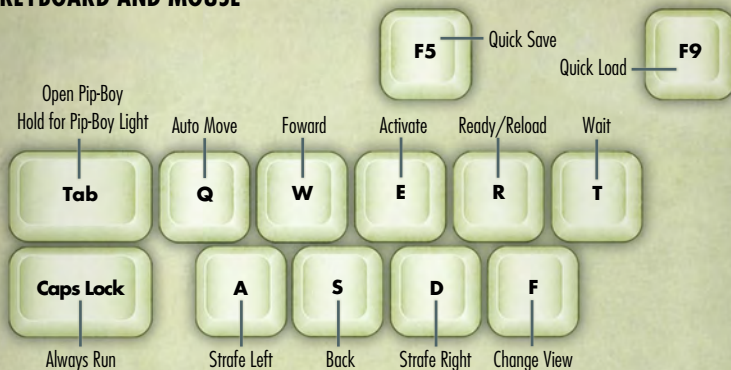 KEYBOARD AND MOUSE
F5
Quick Save
F9
Quick Load
Open Pip-Boy
Hold for Pip-Boy Light
Auto Move
Foward
Activate
Ready/Reload
Wait
Tab
Q
W
E
R
T
Caps Lock
A
S
D
F
Always Run
Strafe Left
Back
Strafe Right
Change View